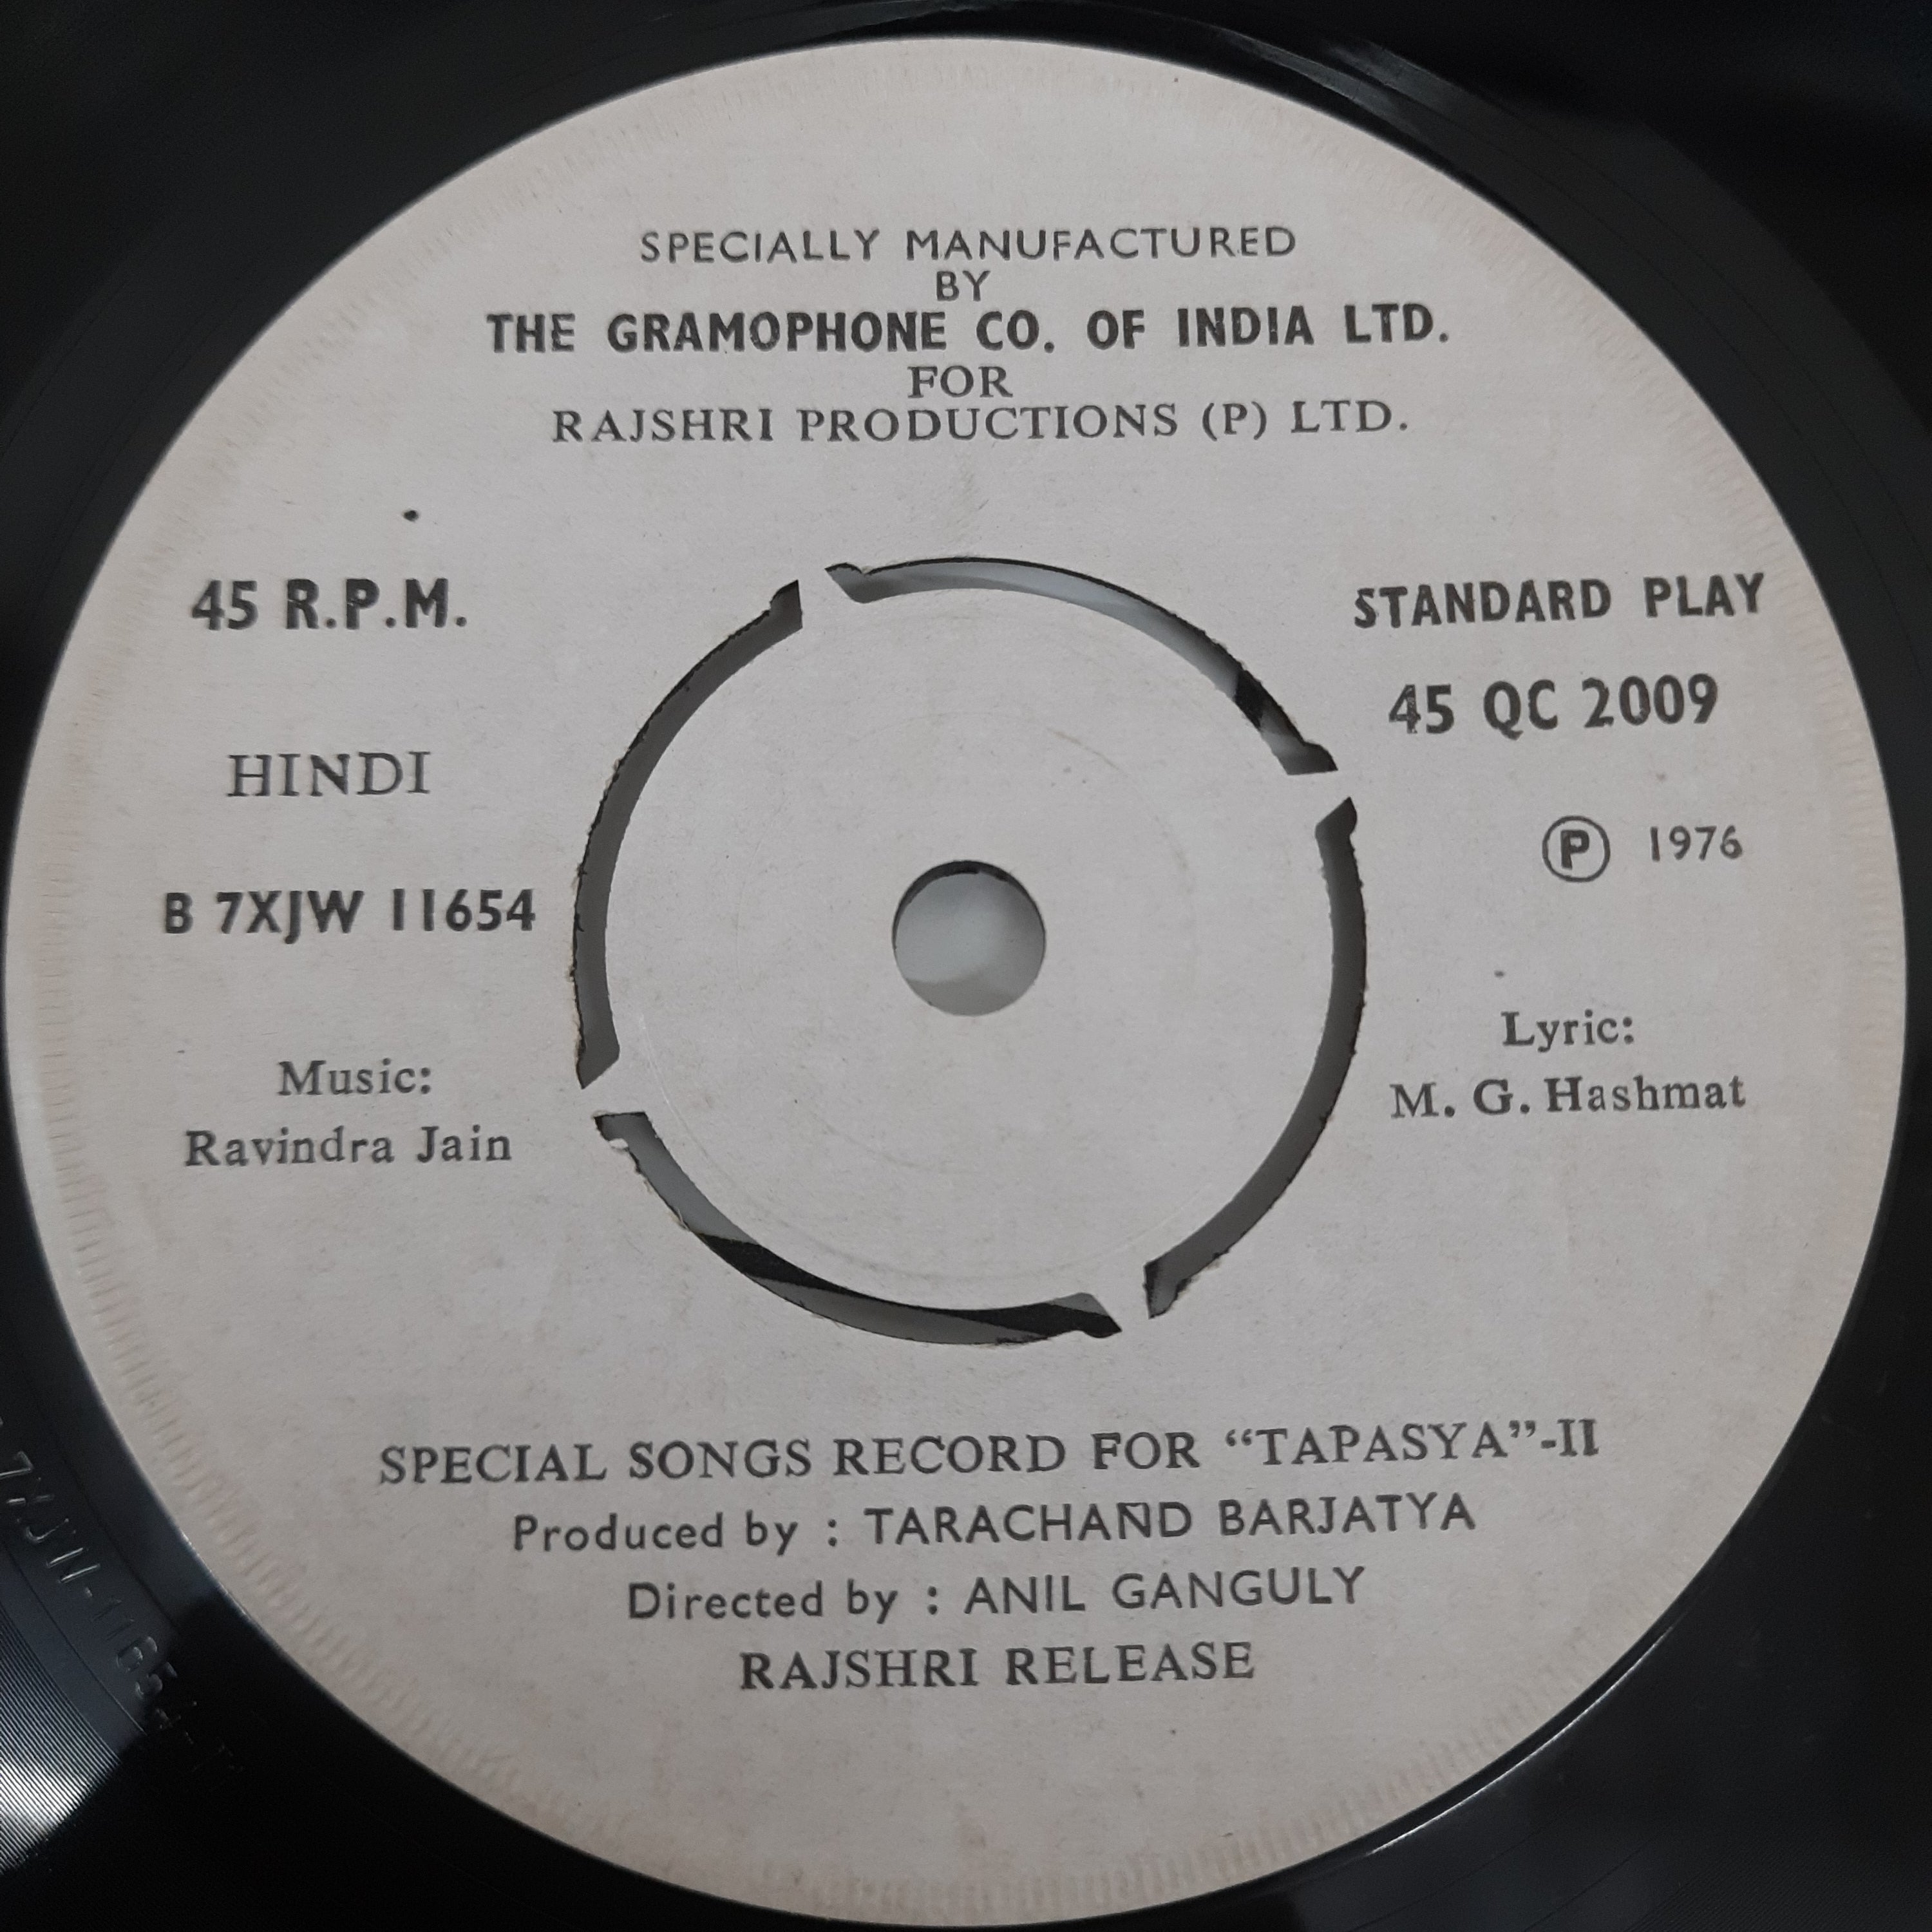 SPECIALLY MANUFACTURED
BY
THE GRAMOPHONE CO. OF INDIA LTD.
FOR
RAJSHRI PRODUCTIONS (P) LTD.
45 R.P.M.
STANDARD PLAY
45 QC 2009
HINDI
Ⓟ 1976
B 7XJW 11654
Lyric:
M. G. Hashmat
Music:
Ravindra Jain
SPECIAL SONGS RECORD FOR “TAPASYA”-II
Produced by : TARACHAND BARJATYA
Directed by : ANIL GANGULY
RAJSHRI RELEASE